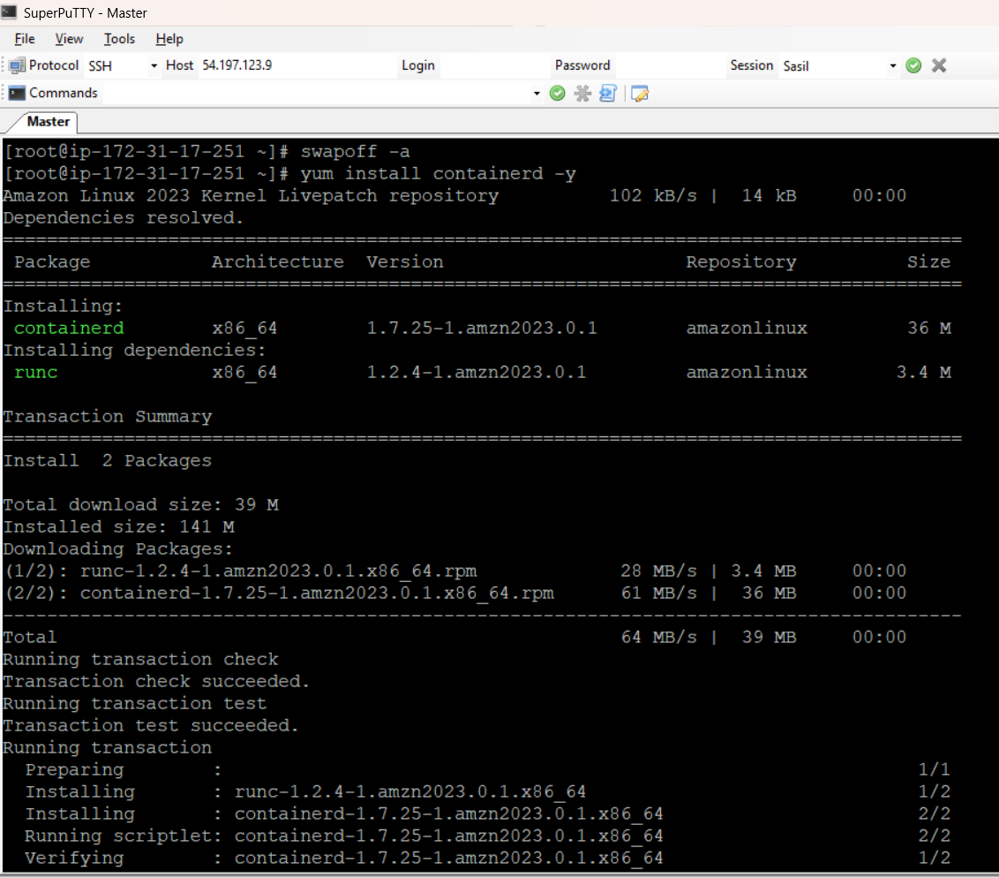 SuperPuTTY - Master
File View Tools Help
Protocol SSH Host 54.197.123.9 Login Password Session Sasil
Commands
Master
[root@ip-172-31-17-251 ~]# swapoff -a
[root@ip-172-31-17-251 ~]# yum install containerd -y
Amazon Linux 2023 Kernel Livepatch repository 102 kB/s | 14 kB 00:00
Dependencies resolved.
================================================================================
Package Architecture Version Repository Size
================================================================================
Installing:
containerd x86_64 1.7.25-1.amzn2023.0.1 amazonlinux 36 M
Installing dependencies:
runc x86_64 1.2.4-1.amzn2023.0.1 amazonlinux 3.4 M
Transaction Summary
================================================================================
Install 2 Packages
Total download size: 39 M
Installed size: 141 M
Downloading Packages:
(1/2): runc-1.2.4-1.amzn2023.0.1.x86_64.rpm 28 MB/s | 3.4 MB 00:00
(2/2): containerd-1.7.25-1.amzn2023.0.1.x86_64.rpm 61 MB/s | 36 MB 00:00
--------------------------------------------------------------------------------
Total 64 MB/s | 39 MB 00:00
Running transaction check
Transaction check succeeded.
Running transaction test
Transaction test succeeded.
Running transaction
Preparing : 1/1
Installing : runc-1.2.4-1.amzn2023.0.1.x86_64 1/2
Installing : containerd-1.7.25-1.amzn2023.0.1.x86_64 2/2
Running scriptlet: containerd-1.7.25-1.amzn2023.0.1.x86_64 2/2
Verifying : containerd-1.7.25-1.amzn2023.0.1.x86_64 1/2